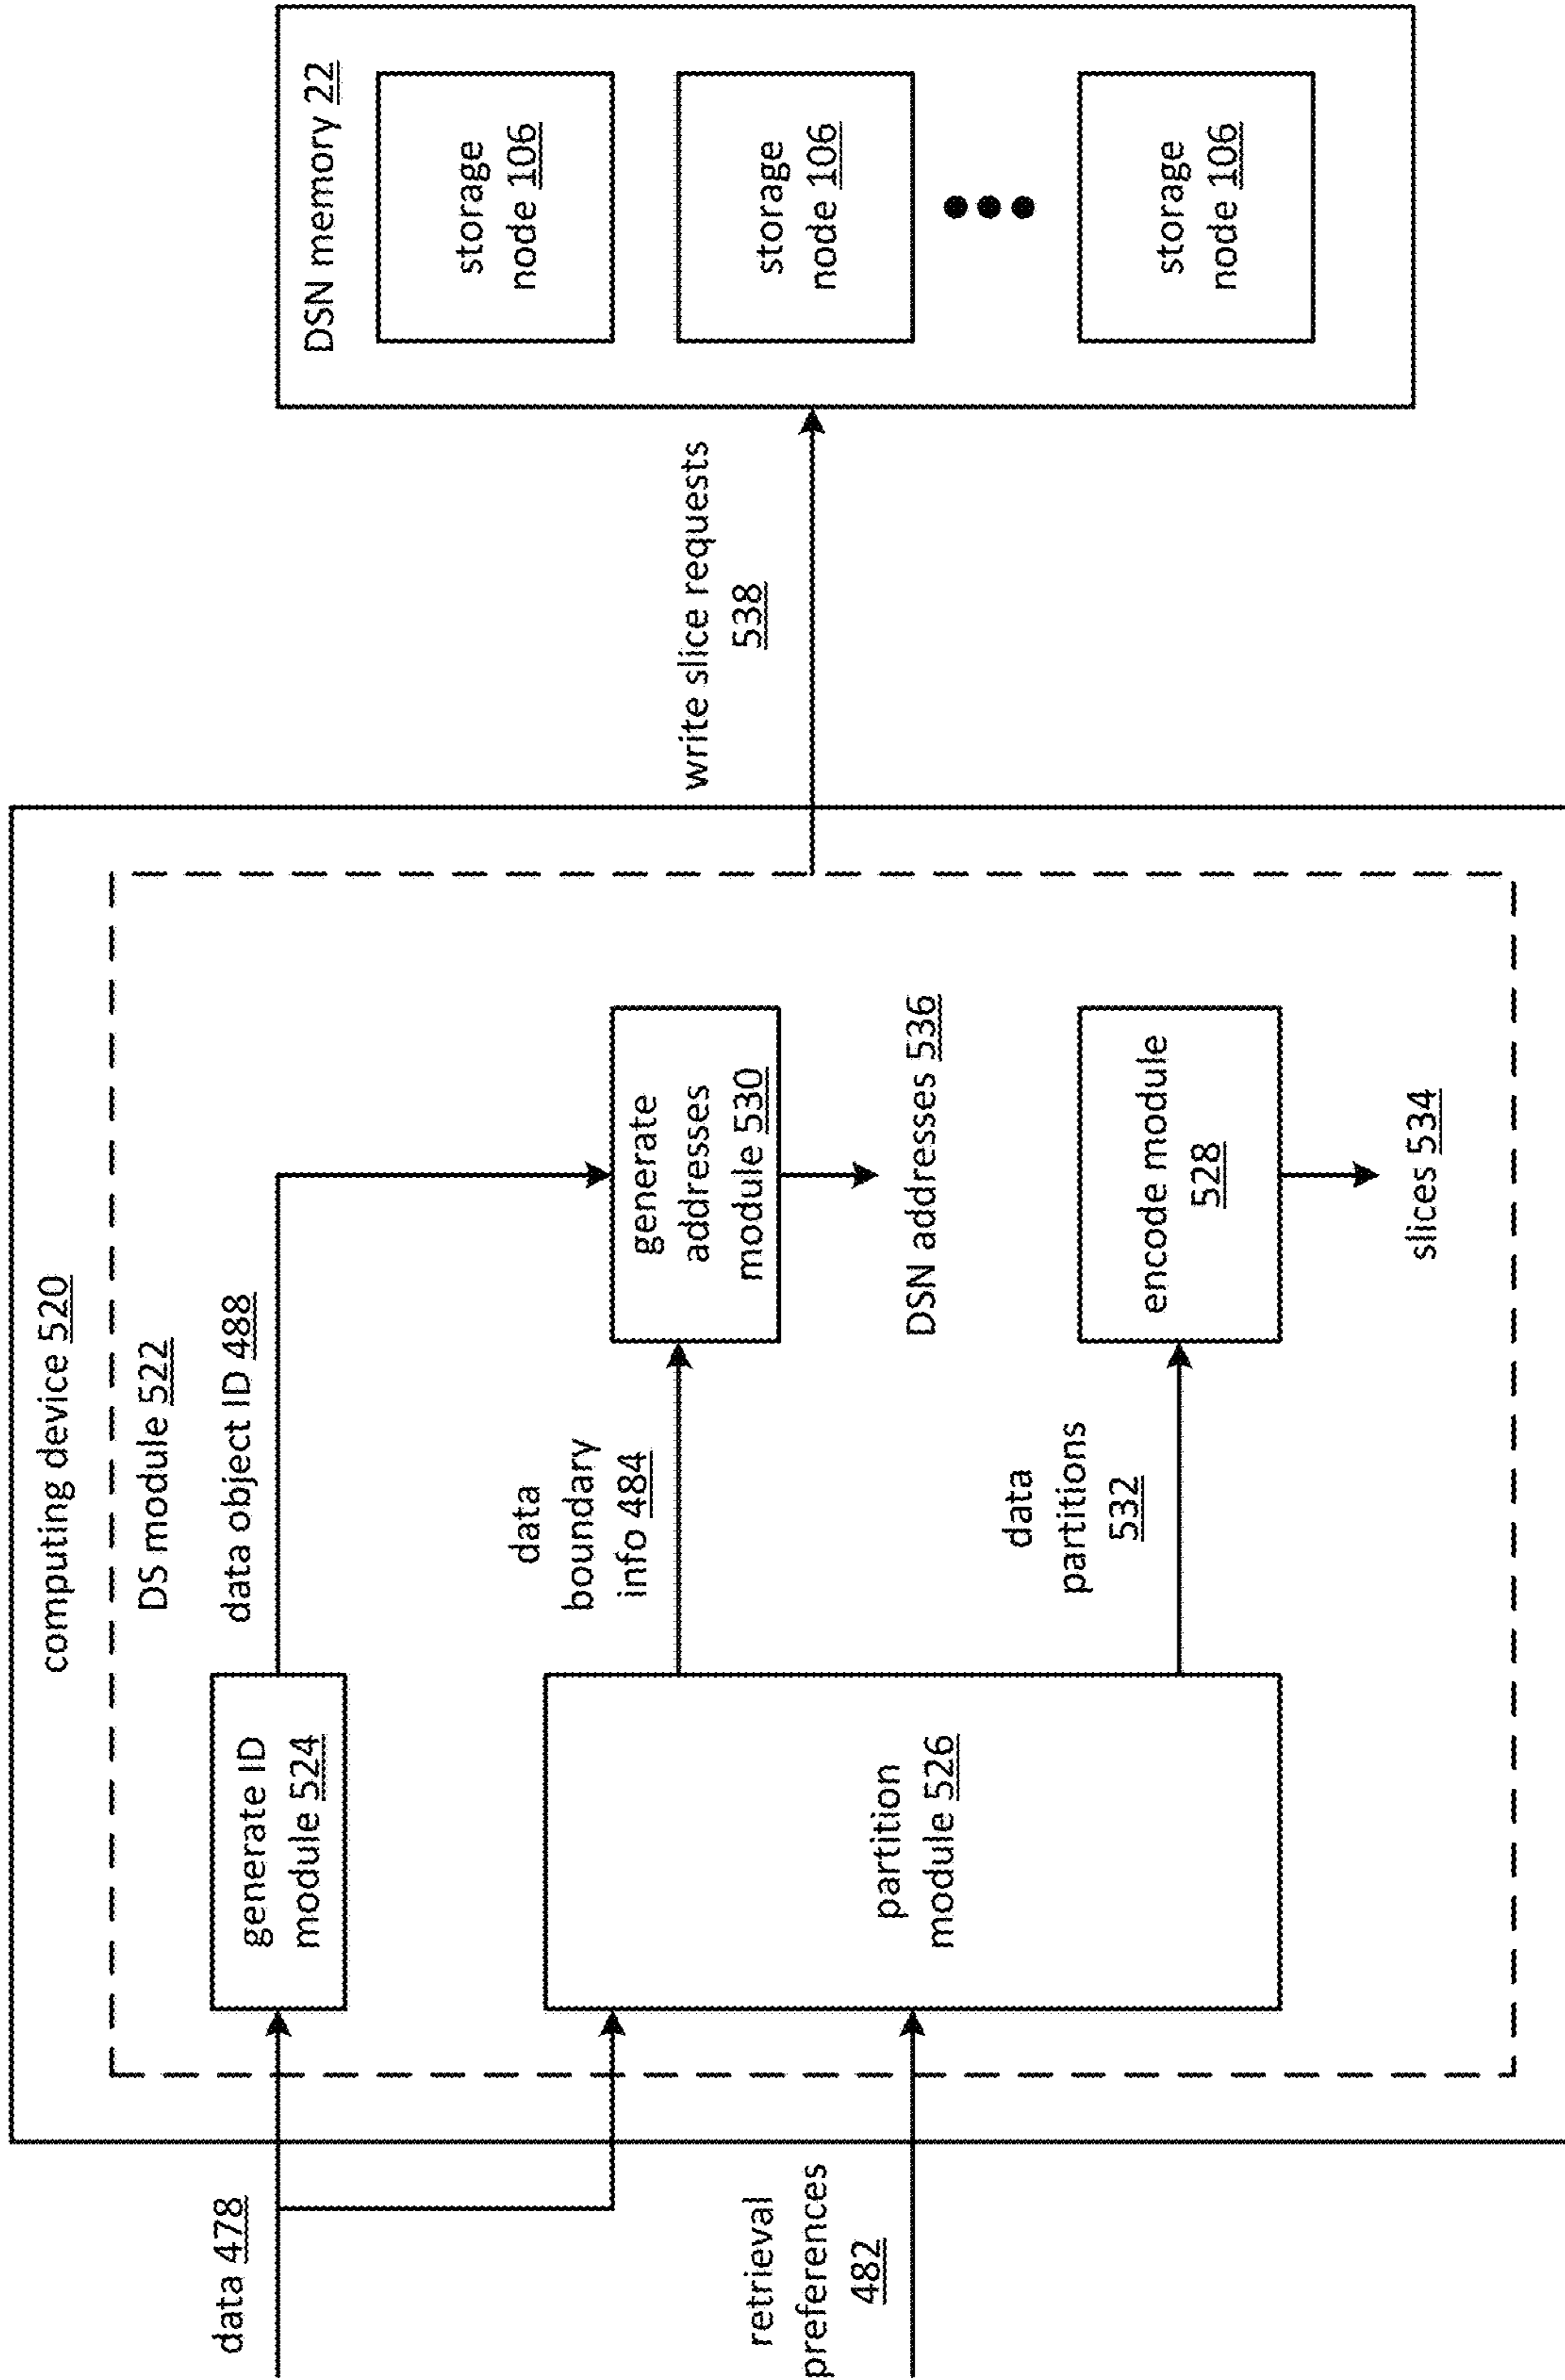 computing device 520
DS module 522
data 478
generate ID
module 524
data object ID 488
retrieval
preferences
482
partition
module 526
data
boundary
info 484
generate
addresses
module 530
DSN addresses 536
data
partitions
532
encode module
528
slices 534
write slice requests
538
DSN memory 22
storage
node 106
storage
node 106
storage
node 106